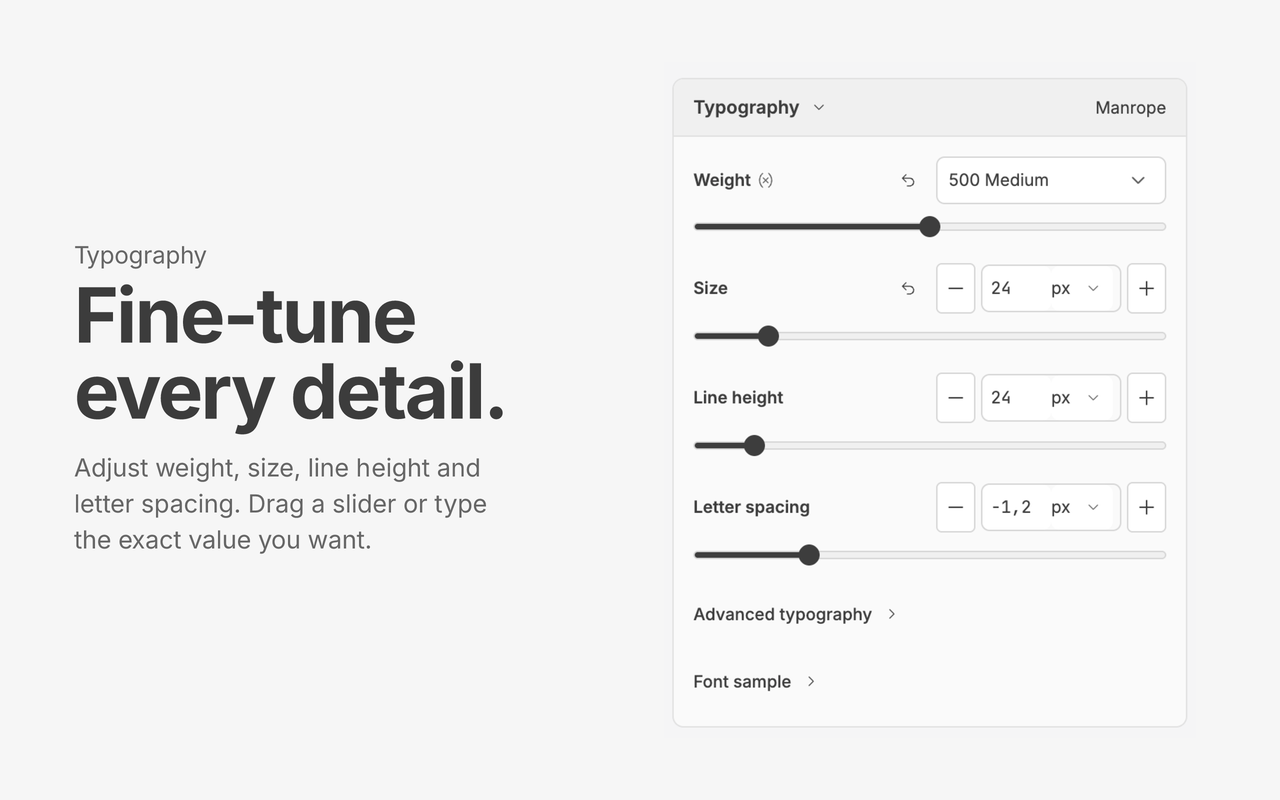 Typography
Fine-tune
every detail.
Adjust weight, size, line height and
letter spacing. Drag a slider or type
the exact value you want.
Typography Manrope
Weight (×) 500 Medium
Size 24 px
Line height 24 px
Letter spacing -1,2 px
Advanced typography
Font sample